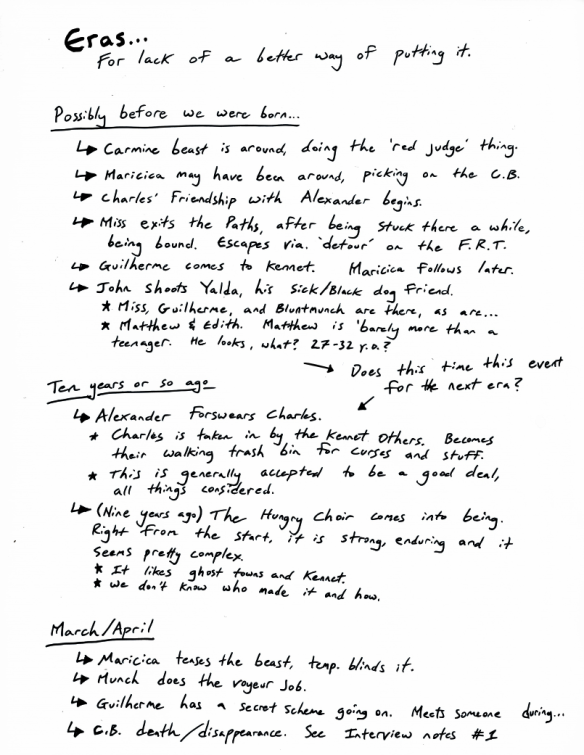 Eras...
For lack of a better way of putting it.
Possibly before we were born...
↳ Carmine beast is around, doing the 'red judge' thing.
↳ Maricica may have been around, picking on the C.B.
↳ Charles' Friendship with Alexander begins.
↳ Miss exits the Paths, after being stuck there a while,
being bound. Escapes via. 'detour' on the F.R.T.
↳ Guilherme comes to Kennet. Maricica follows later.
↳ John shoots Yalda, his Sick/Black dog friend.
★ Miss, Guilherme, and Bluntmunch are there, as are...
★ Matthew & Edith. Matthew is 'barely more than a
teenager. He looks, what? 27-32 y.o.?
→ Does this time this event
for the next era?
Ten years or so ago
↳ Alexander Forswears Charles.
★ Charles is taken in by the Kennet Others. Becomes
their walking trash bin for curses and stuff.
★ This is generally accepted to be a good deal,
all things considered.
↳ (Nine years ago) The Hungry Choir comes into being.
Right from the start, it is strong, enduring and it
seems pretty complex.
★ It likes ghost towns and Kennet.
★ we don't know who made it and how.
March/April
↳ Maricica teases the beast, temp. blinds it.
↳ Munch does the voyeur Job.
↳ Guilherme has a secret scheme going on. Meets someone during...
↳ C.B. death/disappearance. See Interview notes #1